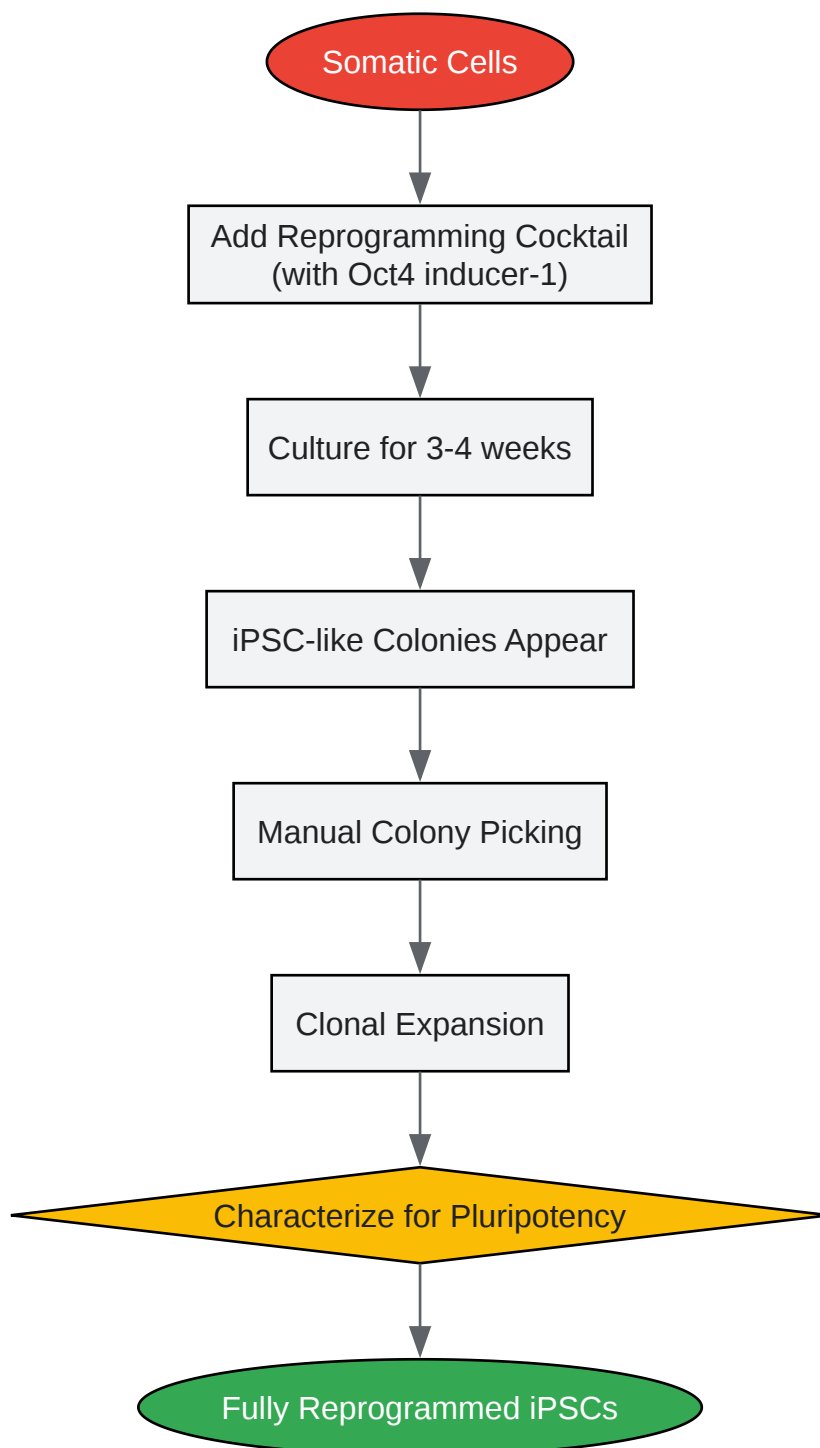 Somatic Cells
Add Reprogramming Cocktail
(with Oct4 inducer-1)
Culture for 3-4 weeks
iPSC-like Colonies Appear
Manual Colony Picking
Clonal Expansion
Characterize for Pluripotency
Fully Reprogrammed iPSCs